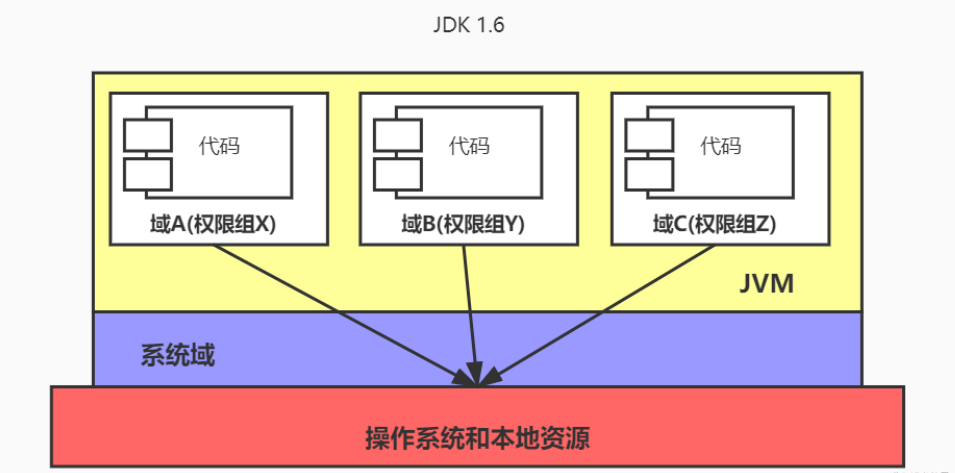 JDK 1.6
代码
代码
代码
域A(权限组X)
域B(权限组Y)
域C(权限组Z)
JVM
系统域
操作系统和本地资源